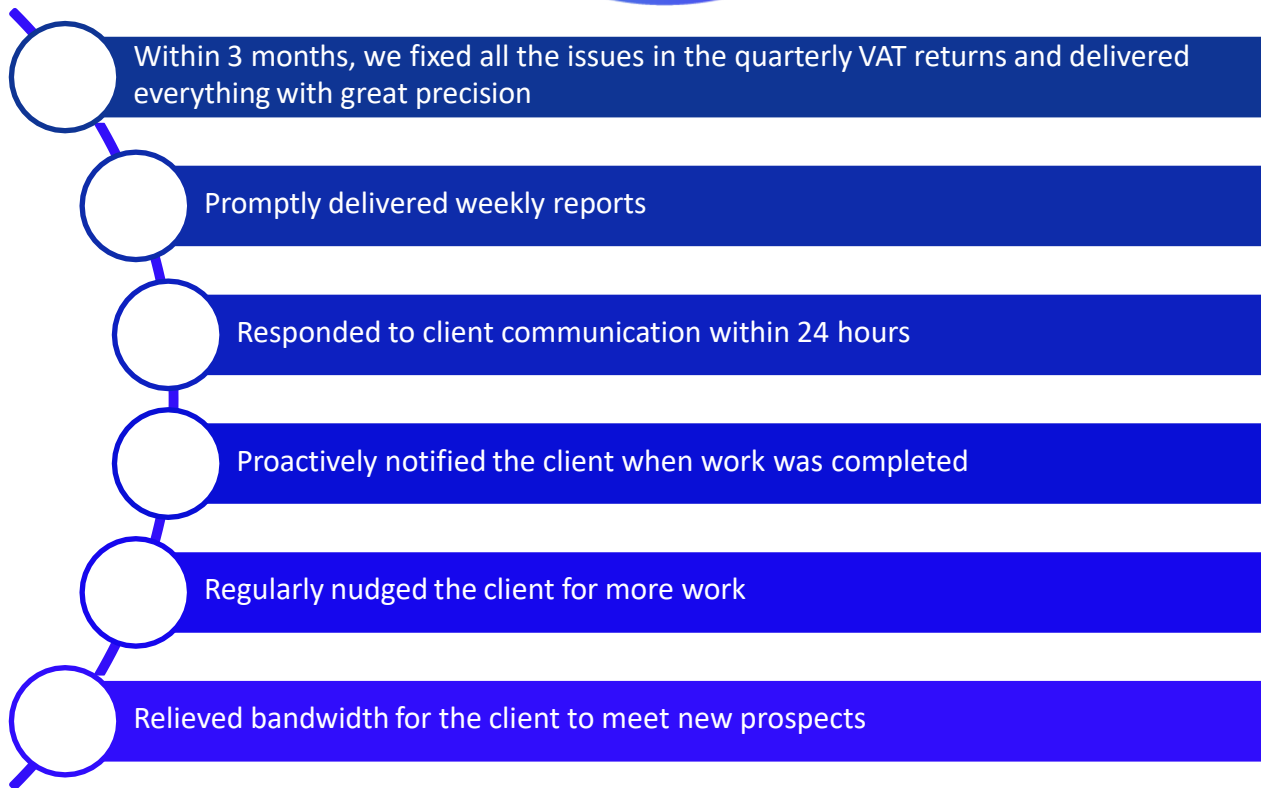 Within 3 months, we fixed all the issues in the quarterly VAT returns and delivered
everything with great precision
Promptly delivered weekly reports
Responded to client communication within 24 hours
Proactively notified the client when work was completed
Regularly nudged the client for more work
Relieved bandwidth for the client to meet new prospects